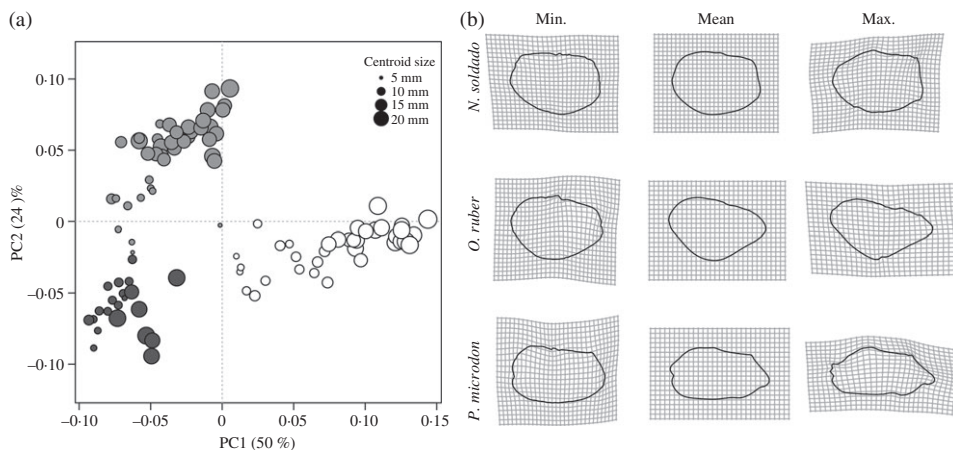 (a)
0·10
0·05
0
–0·05
–0·10
PC2 (24 )%
–0·10
–0·05
0
0·05
0·10
0·15
PC1 (50 %)
Centroid size
5 mm
10 mm
15 mm
20 mm
(b)
Min.
Mean
Max.
N. soldado
O. ruber
P. microdon